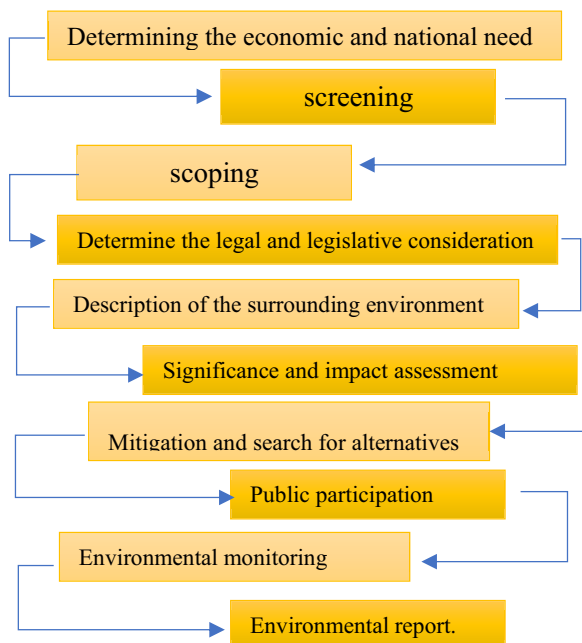 Determining the economic and national need
screening
scoping
Determine the legal and legislative consideration
Description of the surrounding environment
Significance and impact assessment
Mitigation and search for alternatives
Public participation
Environmental monitoring
Environmental report.